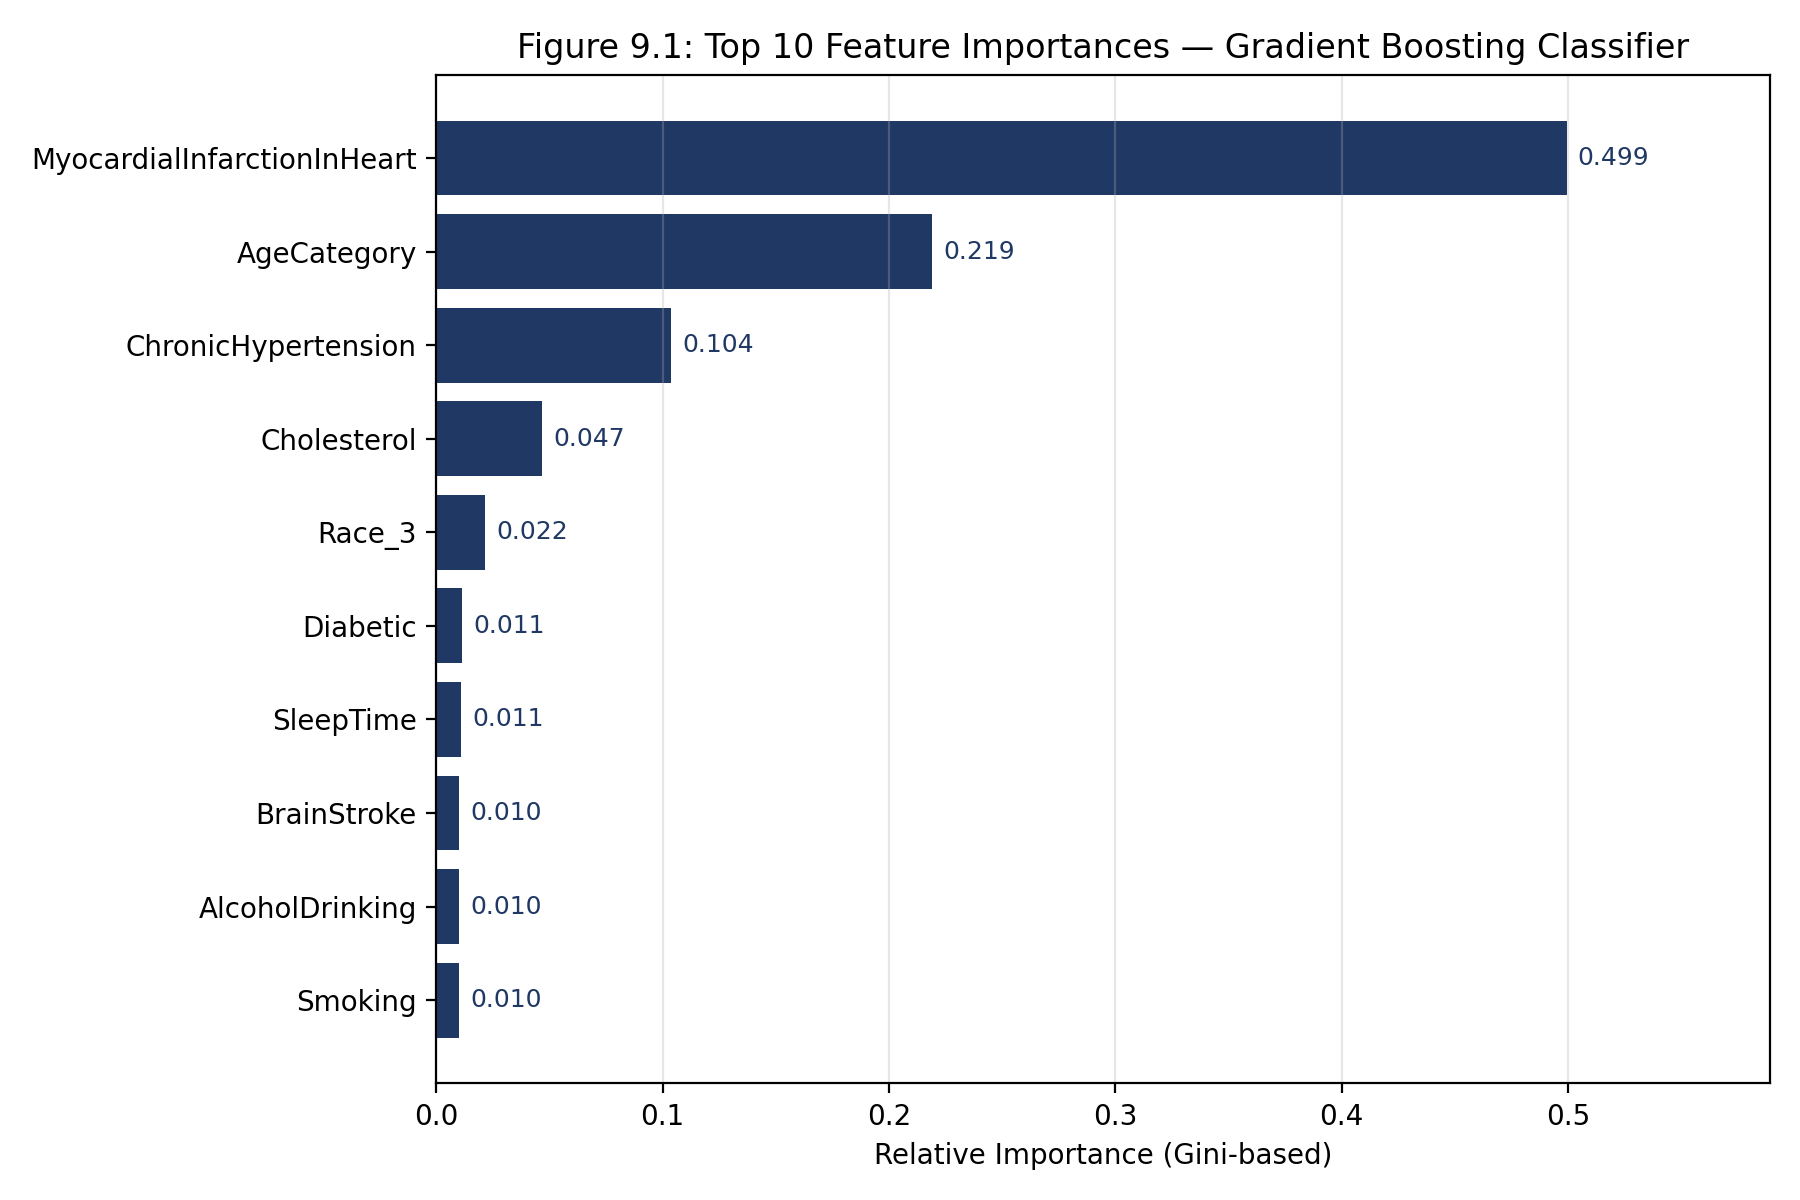 Figure 9.1: Top 10 Feature Importances — Gradient Boosting Classifier
MyocardialInfarctionInHeart 0.499
AgeCategory 0.219
ChronicHypertension 0.104
Cholesterol 0.047
Race_3 0.022
Diabetic 0.011
SleepTime 0.011
BrainStroke 0.010
AlcoholDrinking 0.010
Smoking 0.010
0.0 0.1 0.2 0.3 0.4 0.5
Relative Importance (Gini-based)